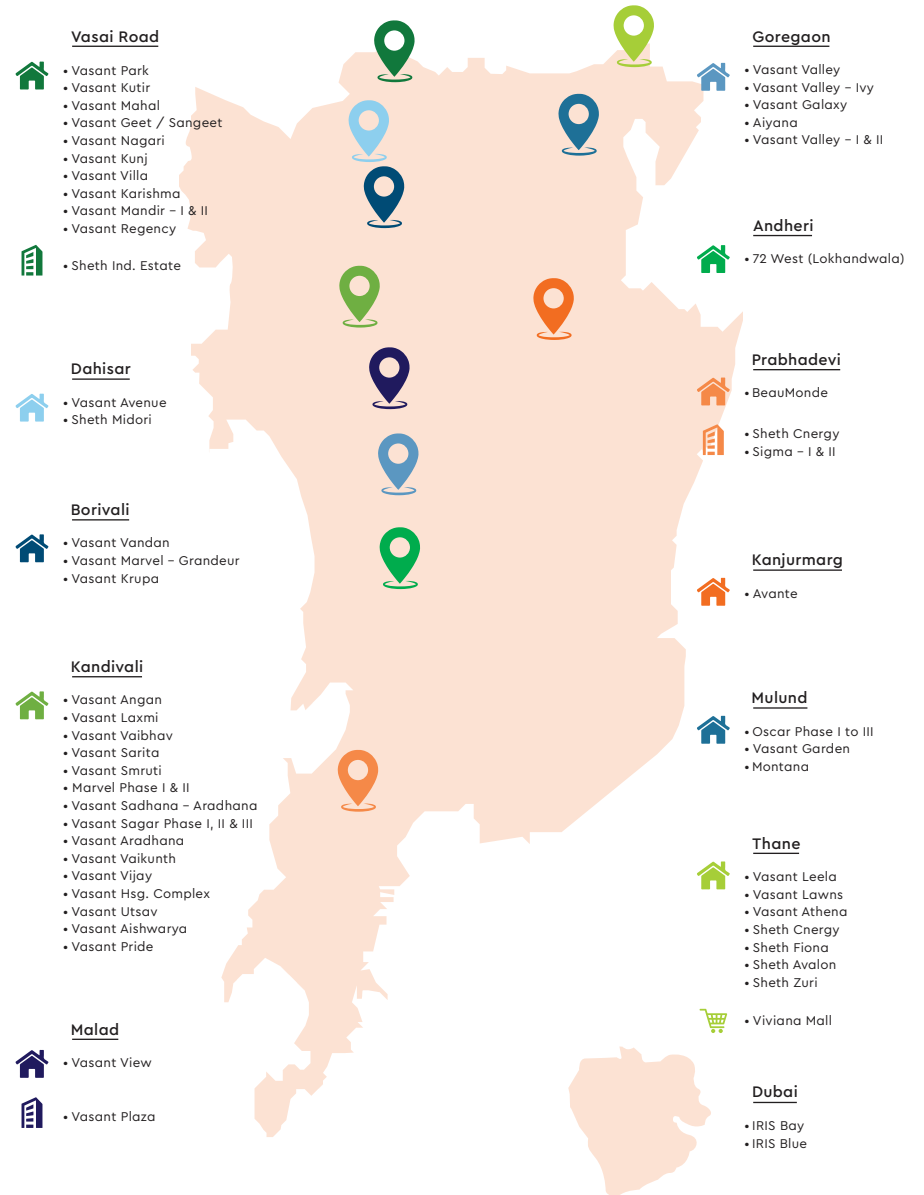 Vasai Road
• Vasant Park
• Vasant Kutir
• Vasant Mahal
• Vasant Geet / Sangeet
• Vasant Nagari
• Vasant Kunj
• Vasant Villa
• Vasant Karishma
• Vasant Mandir – I & II
• Vasant Regency
• Sheth Ind. Estate
Dahisar
• Vasant Avenue
• Sheth Midori
Borivali
• Vasant Vandan
• Vasant Marvel – Grandeur
• Vasant Krupa
Kandivali
• Vasant Angan
• Vasant Laxmi
• Vasant Vaibhav
• Vasant Sarita
• Vasant Smruti
• Marvel Phase I & II
• Vasant Sadhana – Aradhana
• Vasant Sagar Phase I, II & III
• Vasant Aradhana
• Vasant Vaikunth
• Vasant Vijay
• Vasant Hsg. Complex
• Vasant Utsav
• Vasant Aishwarya
• Vasant Pride
Malad
• Vasant View
• Vasant Plaza
Goregaon
• Vasant Valley
• Vasant Valley – Ivy
• Vasant Galaxy
• Aiyana
• Vasant Valley – I & II
Andheri
• 72 West (Lokhandwala)
Prabhadevi
• BeauMonde
• Sheth Cnergy
• Sigma – I & II
Kanjurmarg
• Avante
Mulund
• Oscar Phase I to III
• Vasant Garden
• Montana
Thane
• Vasant Leela
• Vasant Lawns
• Vasant Athena
• Sheth Cnergy
• Sheth Fiona
• Sheth Avalon
• Sheth Zuri
• Viviana Mall
Dubai
• IRIS Bay
• IRIS Blue